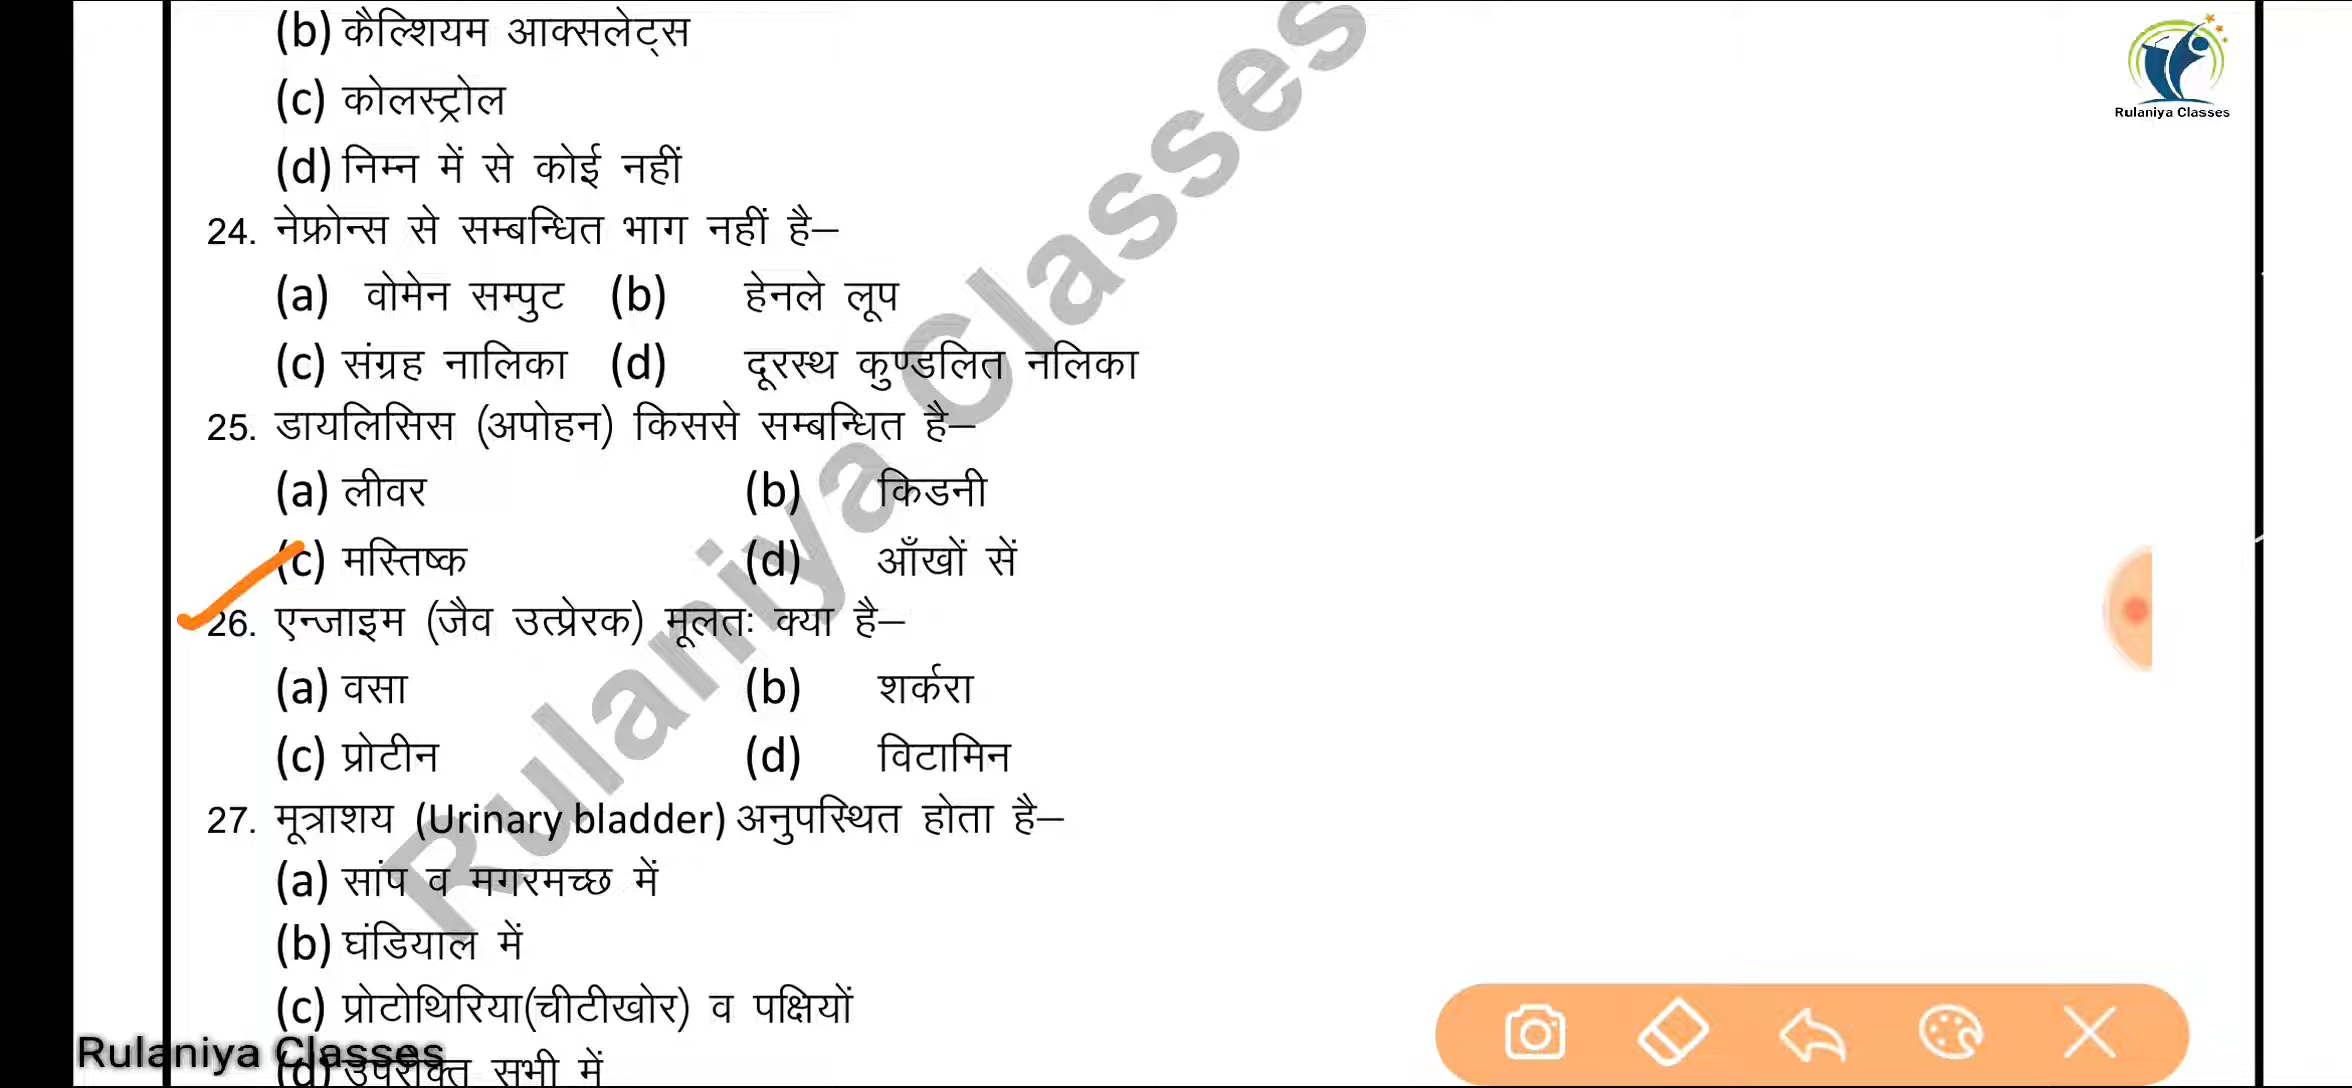 (b) कैल्शियम आक्सलेट्स
Rulaniya Classes
(c) कोलस्ट्रोल
(d) निम्न में से कोई नहीं
24. नेफ्रोन्स से सम्बन्धित भाग नहीं है–
(a) वोमेन सम्पुट (b) हेनले लूप
(c) संग्रह नालिका (d) दूरस्थ कुण्डलित नलिका
25. डायलिसिस (अपोहन) किससे सम्बन्धित है–
(a) लीवर (b) किडनी
(c) मस्तिष्क (d) आँखों सें
26. एन्जाइम (जैव उत्प्रेरक) मूलतः क्या है–
(a) वसा (b) शर्करा
(c) प्रोटीन (d) विटामिन
27. मूत्राशय (Urinary bladder) अनुपस्थित होता है–
(a) सांप व मगरमच्छ में
(b) घंडियाल में
(c) प्रोटोथिरिया(चीटीखोर) व पक्षियों
(d) उपरोक्त सभी में
Rulaniya Classes
Rulaniya Classes